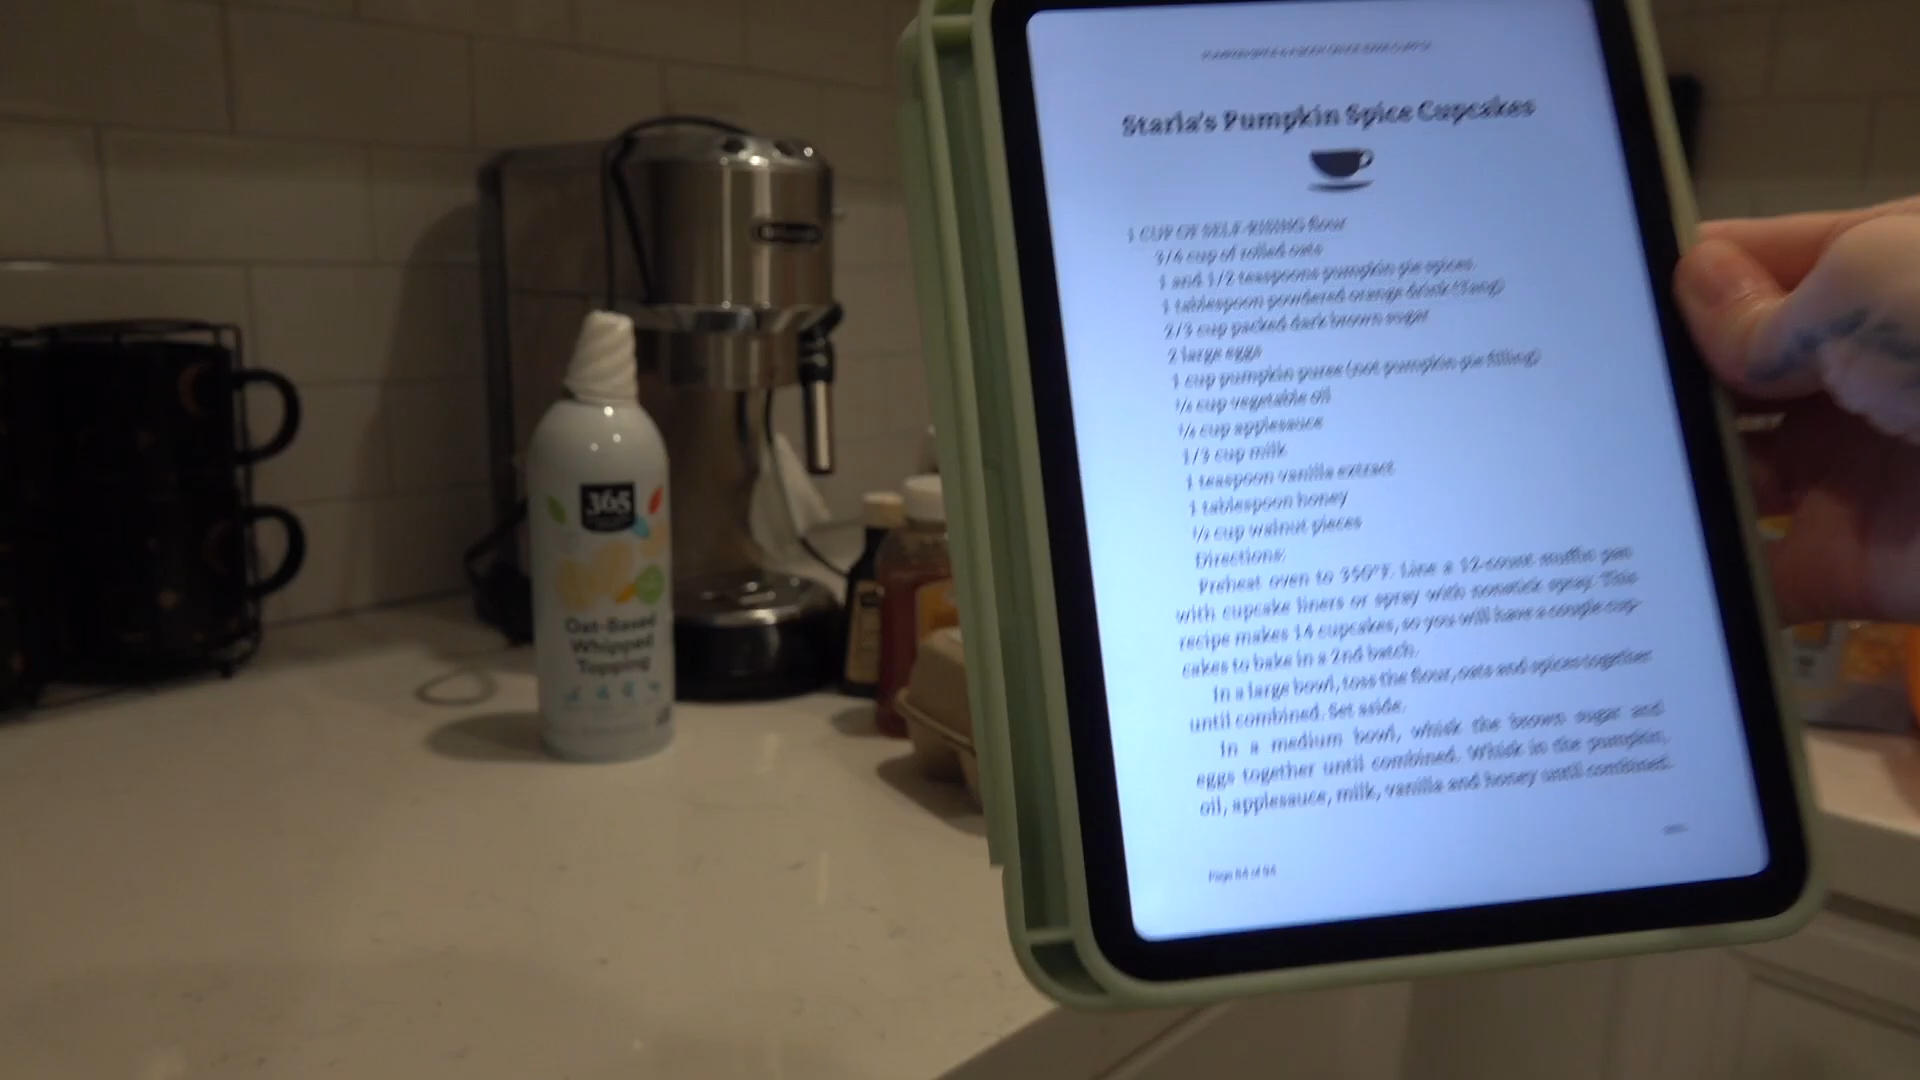 Starla's Pumpkin Spice Cupcakes
1 CUP OF SELF-RISING flour
3/4 cup of rolled oats
1 and 1/2 teaspoons pumpkin pie spices
1 tablespoon powdered orange drink (Tang)
2/3 cup packed dark brown sugar
2 large eggs
1 cup pumpkin puree (not pumpkin pie filling)
cup vegetable oil
cup applesauce
1/3 cup milk
1 teaspoon vanilla extract
1 tablespoon honey
cup walnut pieces
Directions:
Preheat oven to 350°F. Line a 12-count muffin pan
with cupcake liners or spray with nonstick spray. This
recipe makes 14 cupcakes, so you will have a couple cup-
cakes to bake in a 2nd batch.
In a large bowl, toss the flour, oats and spices together
until combined. Set aside.
In a medium bowl, whisk the brown sugar and
eggs together until combined. Whisk in the pumpkin,
oil, applesauce, milk, vanilla and honey until combined.
365
Oat-Based
Whipped
Topping